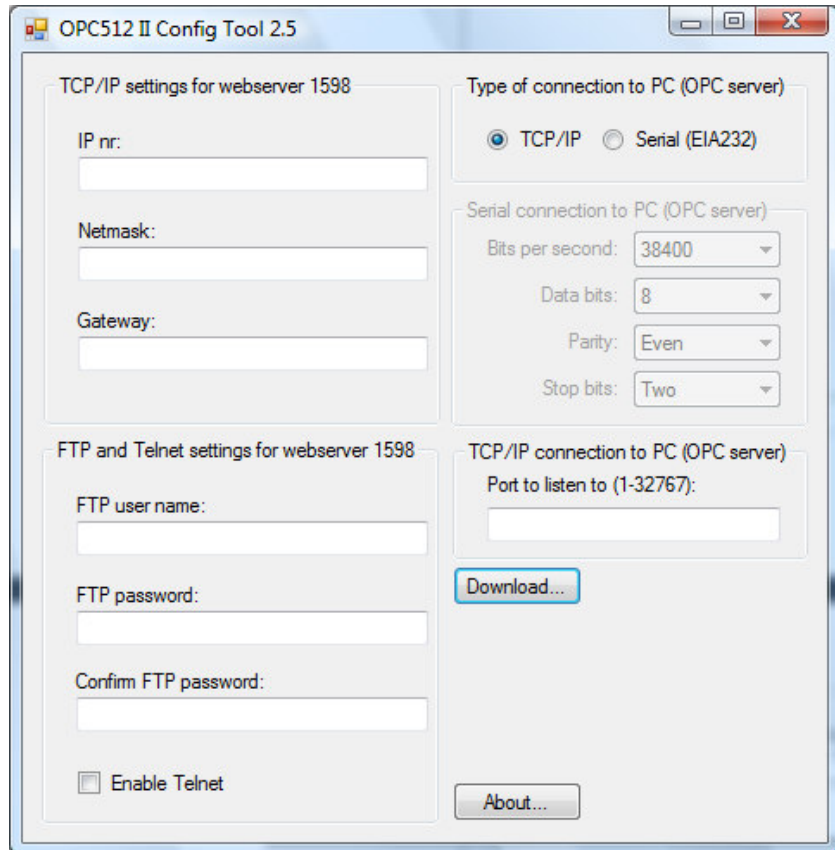 OPC512 II Config Tool 2.5
TCP/IP settings for webserver 1598
IP nr:
Netmask:
Gateway:
FTP and Telnet settings for webserver 1598
FTP user name:
FTP password:
Confirm FTP password:
Enable Telnet
Type of connection to PC (OPC server)
TCP/IP Serial (EIA232)
Serial connection to PC (OPC server)
Bits per second: 38400
Data bits: 8
Parity: Even
Stop bits: Two
TCP/IP connection to PC (OPC server)
Port to listen to (1-32767):
Download...
About...